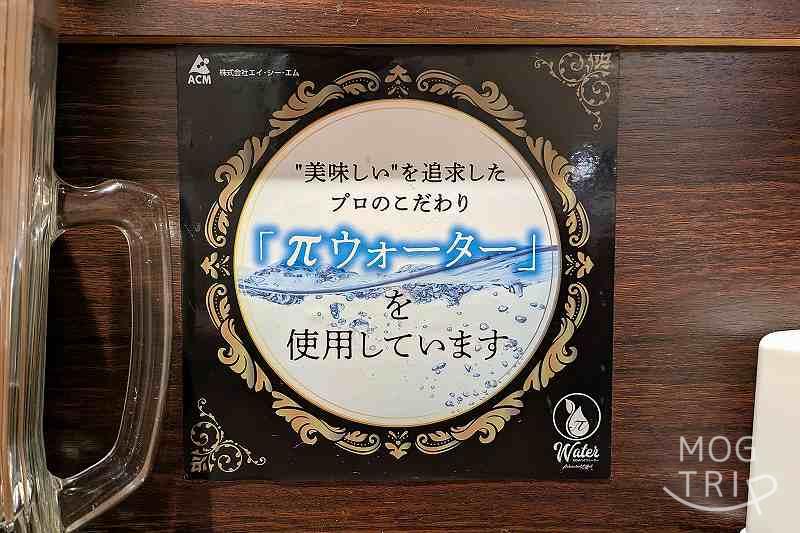 ACM 株式会社エイ・シー・エム
"美味しい"を追求した
プロのこだわり
「πウォーター」
を
使用しています
π
Water
MOG
TRIP